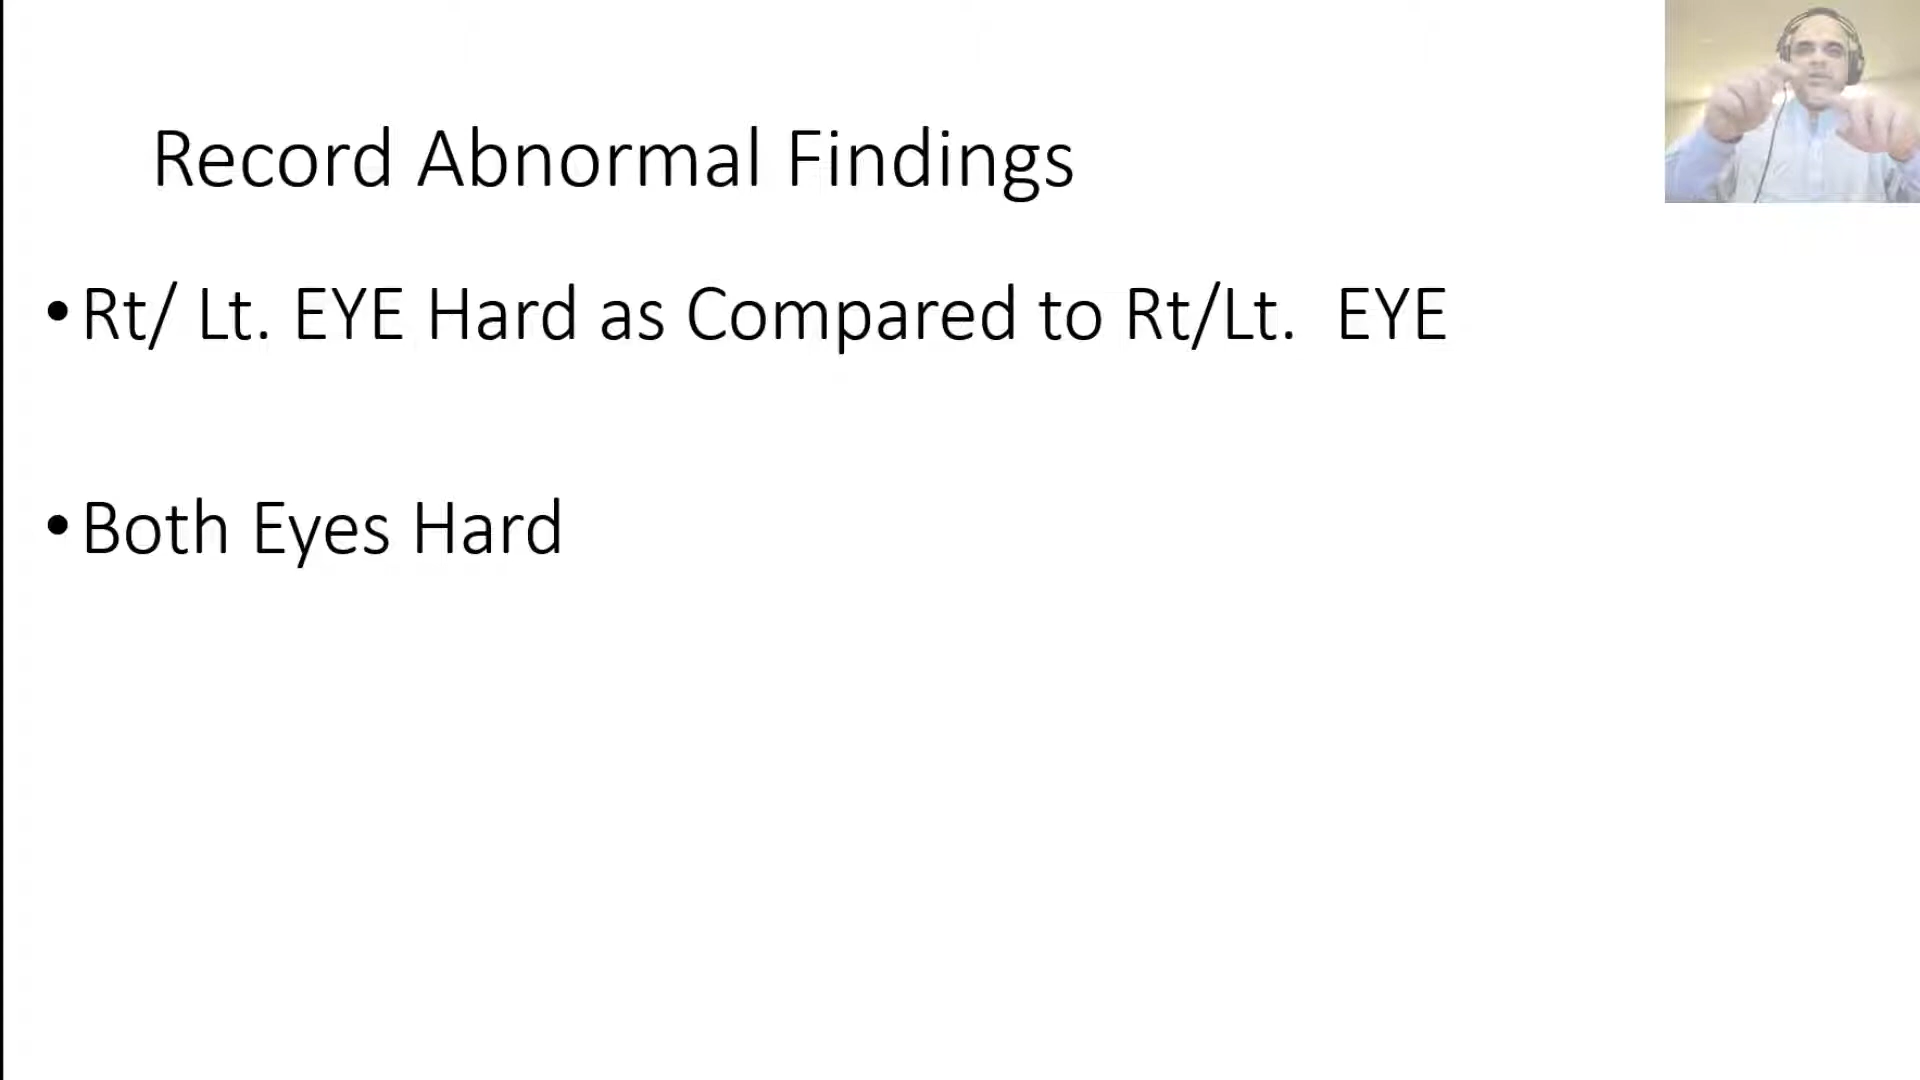 Record Abnormal Findings
•Rt/ Lt. EYE Hard as Compared to Rt/Lt. EYE
•Both Eyes Hard